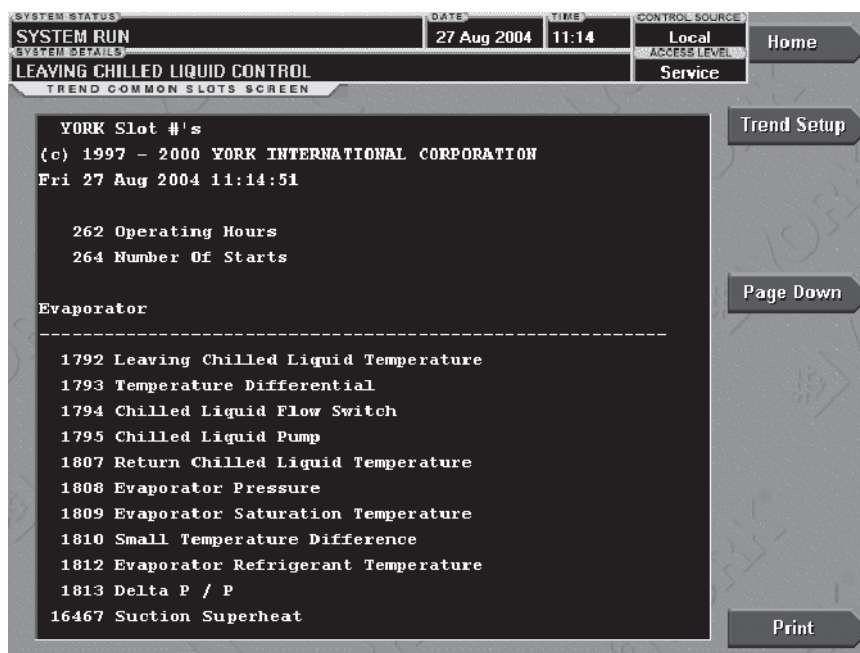 SYSTEM STATUS
SYSTEM RUN
DATE
27 Aug 2004
TIME
11:14
CONTROL SOURCE
Local
Home
SYSTEM DETAILS
LEAVING CHILLED LIQUID CONTROL
ACCESS LEVEL
Service
TREND COMMON SLOTS SCREEN
Trend Setup
YORK Slot #'s
(c) 1997 - 2000 YORK INTERNATIONAL CORPORATION
Fri 27 Aug 2004 11:14:51
262 Operating Hours
264 Number Of Starts
Page Down
Evaporator
----------------------------------------------------------
1792 Leaving Chilled Liquid Temperature
1793 Temperature Differential
1794 Chilled Liquid Flow Switch
1795 Chilled Liquid Pump
1807 Return Chilled Liquid Temperature
1808 Evaporator Pressure
1809 Evaporator Saturation Temperature
1810 Small Temperature Difference
1812 Evaporator Refrigerant Temperature
1813 Delta P / P
16467 Suction Superheat
Print